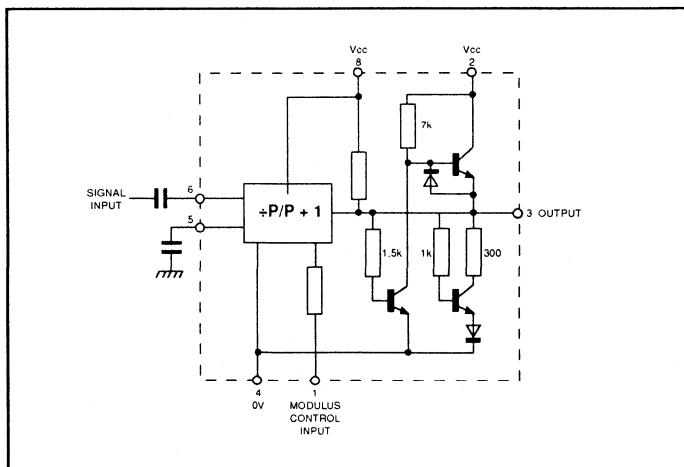 Vcc
8
Vcc
2
7k
SIGNAL
INPUT
6
5
÷P/P + 1
3 OUTPUT
1.5k
1k
300
4
0V
1
MODULUS
CONTROL
INPUT